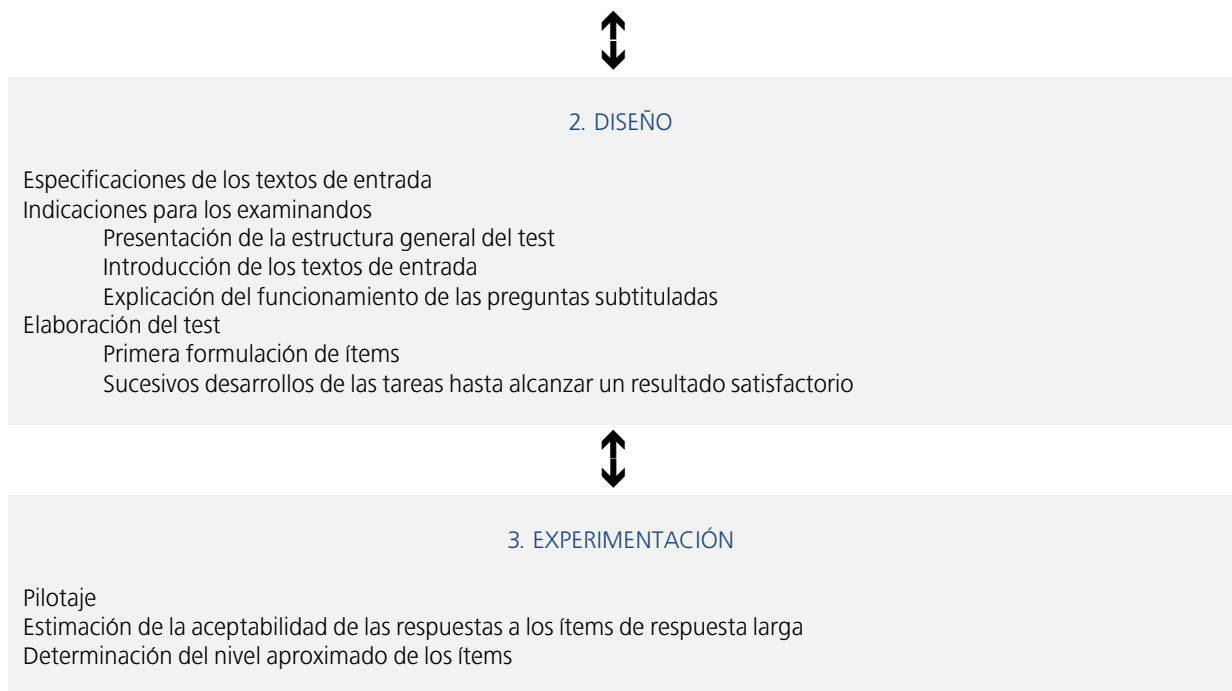 2. DISEÑO
Especificaciones de los textos de entrada
Indicaciones para los examinandos
Presentación de la estructura general del test
Introducción de los textos de entrada
Explicación del funcionamiento de las preguntas subtituladas
Elaboración del test
Primera formulación de ítems
Sucesivos desarrollos de las tareas hasta alcanzar un resultado satisfactorio
3. EXPERIMENTACIÓN
Pilotaje
Estimación de la aceptabilidad de las respuestas a los ítems de respuesta larga
Determinación del nivel aproximado de los ítems